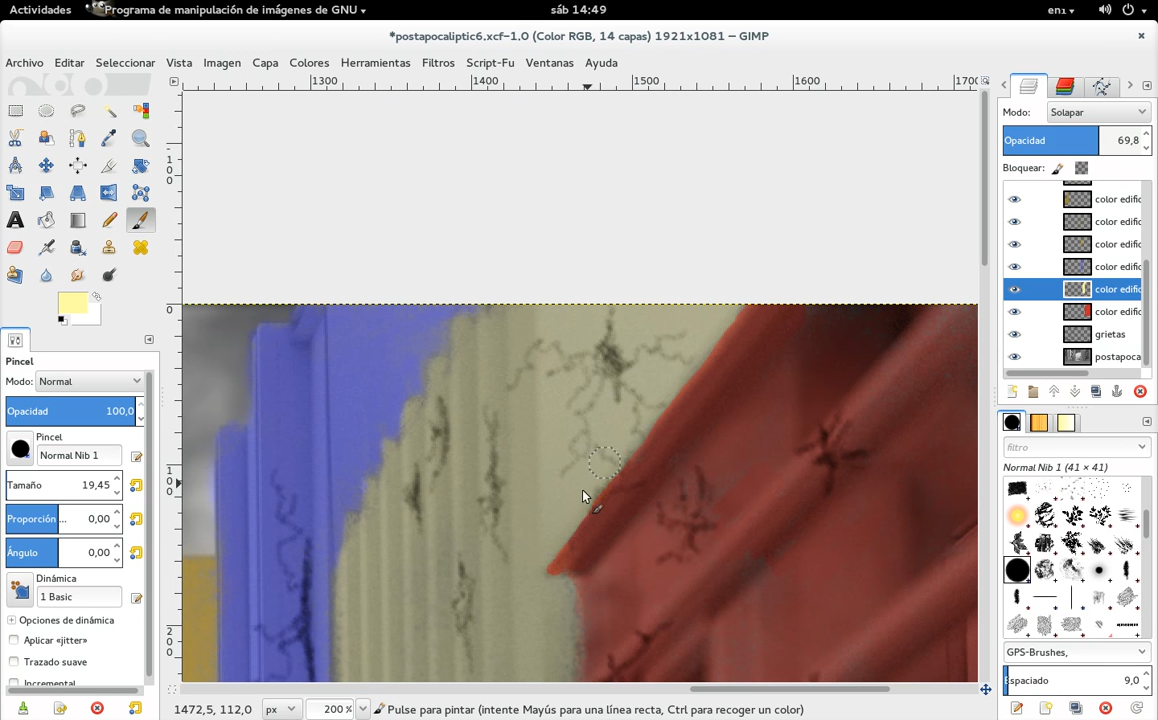 Actividades
Programa de manipulación de imágenes de GNU
sáb 14:49
en1
*postapocaliptic6.xcf-1.0 (Color RGB, 14 capas) 1921x1081 – GIMP
Archivo Editar Seleccionar Vista Imagen Capa Colores Herramientas Filtros Script-Fu Ventanas Ayuda
1300 1400 1500 1600 1700
100
0
100
200
Pincel
Modo: Normal
Opacidad 100,0
Pincel
Normal Nib 1
Tamaño 19,45
Proporción... 0,00
Ángulo 0,00
Dinámica
1 Basic
Opciones de dinámica
Aplicar «jitter»
Trazado suave
Incremental
Modo: Solapar
Opacidad 69,8
Bloquear:
color edific
color edific
color edific
color edific
color edific
color edific
grietas
postapoca
filtro
Normal Nib 1 (41 × 41)
GPS-Brushes,
Espaciado 9,0
1472,5, 112,0
px
200 %
Pulse para pintar (intente Mayús para una línea recta, Ctrl para recoger un color)